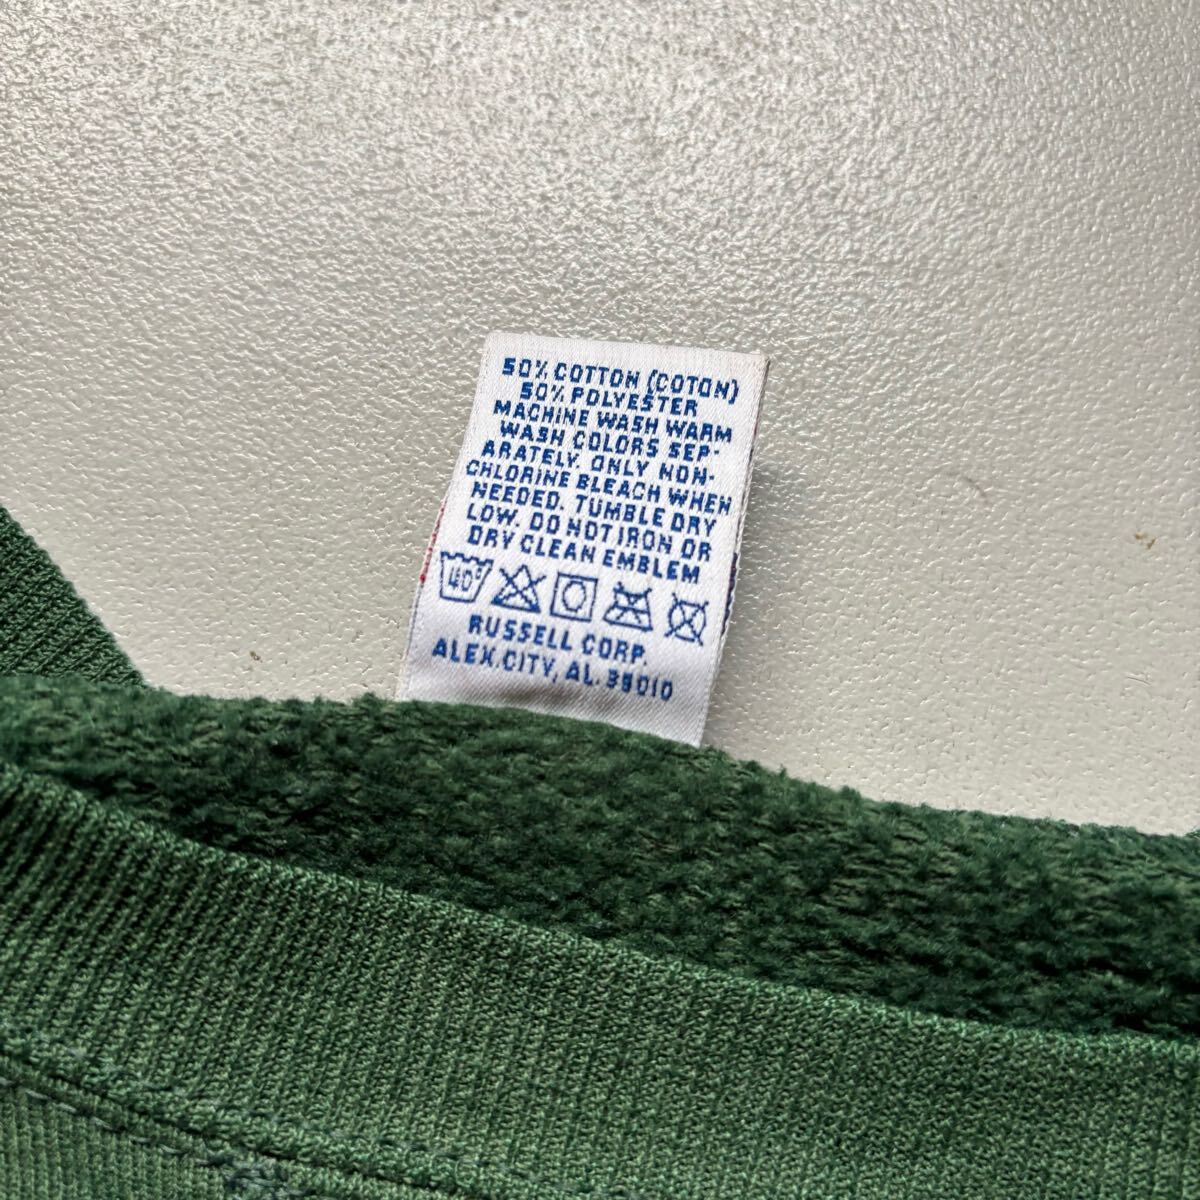 50% COTTON (COTON)
50% POLYESTER
MACHINE WASH WARM
WASH COLORS SEP-
ARATELY. ONLY NON-
CHLORINE BLEACH WHEN
NEEDED. TUMBLE DRY
LOW. DO NOT IRON OR
DRY CLEAN EMBLEM
40°
RUSSELL CORP.
ALEX.CITY, AL. 35010